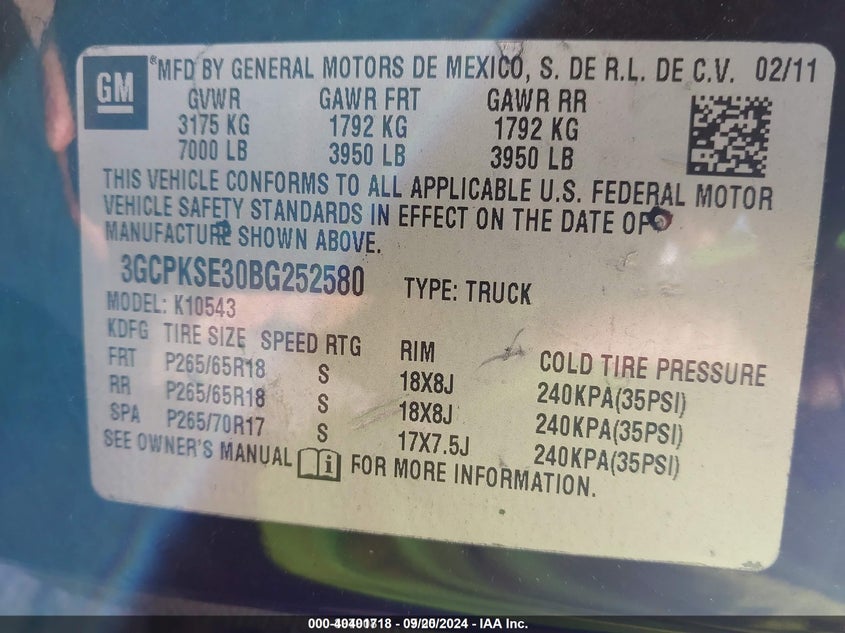 GM
®MFD BY GENERAL MOTORS DE MEXICO, S. DE R.L. DE C.V. 02/11
GVWR GAWR FRT GAWR RR
3175 KG 1792 KG 1792 KG
7000 LB 3950 LB 3950 LB
THIS VEHICLE CONFORMS TO ALL APPLICABLE U.S. FEDERAL MOTOR
VEHICLE SAFETY STANDARDS IN EFFECT ON THE DATE OF
MANUFACTURE SHOWN ABOVE.
3GCPKSE30BG252580 TYPE: TRUCK
MODEL: K10543
KDFG TIRE SIZE SPEED RTG RIM COLD TIRE PRESSURE
FRT P265/65R18 S 18X8J 240KPA(35PSI)
RR P265/65R18 S 18X8J 240KPA(35PSI)
SPA P265/70R17 S 17X7.5J 240KPA(35PSI)
SEE OWNER'S MANUAL FOR MORE INFORMATION.
2024 - IAA Inc.